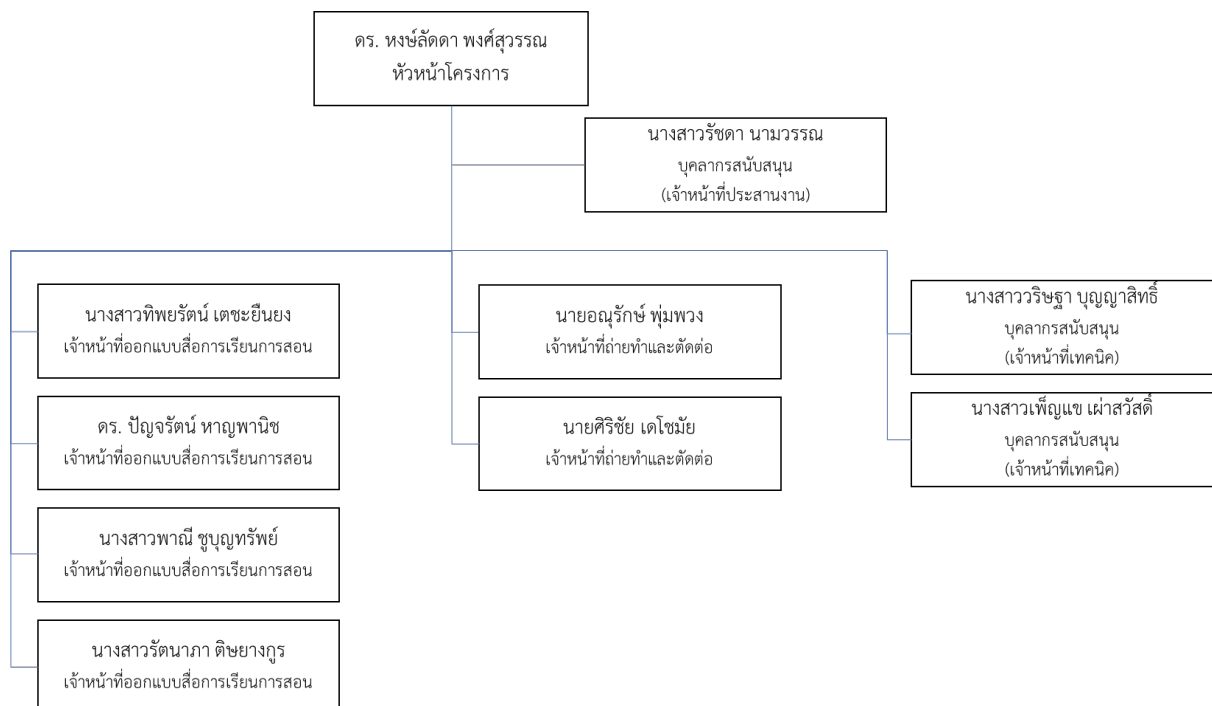 ดร. หงษ์ลัดดา พงศ์สุวรรณ
หัวหน้าโครงการ
นางสาวรัชดา นามวรรณ
บุคลากรสนับสนุน
(เจ้าหน้าที่ประสานงาน)
นางสาวทิพยรัตน์ เตชะยืนยง
เจ้าหน้าที่ออกแบบสื่อการเรียนการสอน
ดร. ปัญจรัตน์ หาญพานิช
เจ้าหน้าที่ออกแบบสื่อการเรียนการสอน
นางสาวพาณี ชูบุญทรัพย์
เจ้าหน้าที่ออกแบบสื่อการเรียนการสอน
นางสาวรัตนาภา ติษยางกูร
เจ้าหน้าที่ออกแบบสื่อการเรียนการสอน
นายอณุรักษ์ พุ่มพวง
เจ้าหน้าที่ถ่ายทำและตัดต่อ
นายศิริชัย เดโชมัย
เจ้าหน้าที่ถ่ายทำและตัดต่อ
นางสาววริษฐา บุญญาสิทธิ์
บุคลากรสนับสนุน
(เจ้าหน้าที่เทคนิค)
นางสาวเพ็ญแข เผ่าสวัสดิ์
บุคลากรสนับสนุน
(เจ้าหน้าที่เทคนิค)